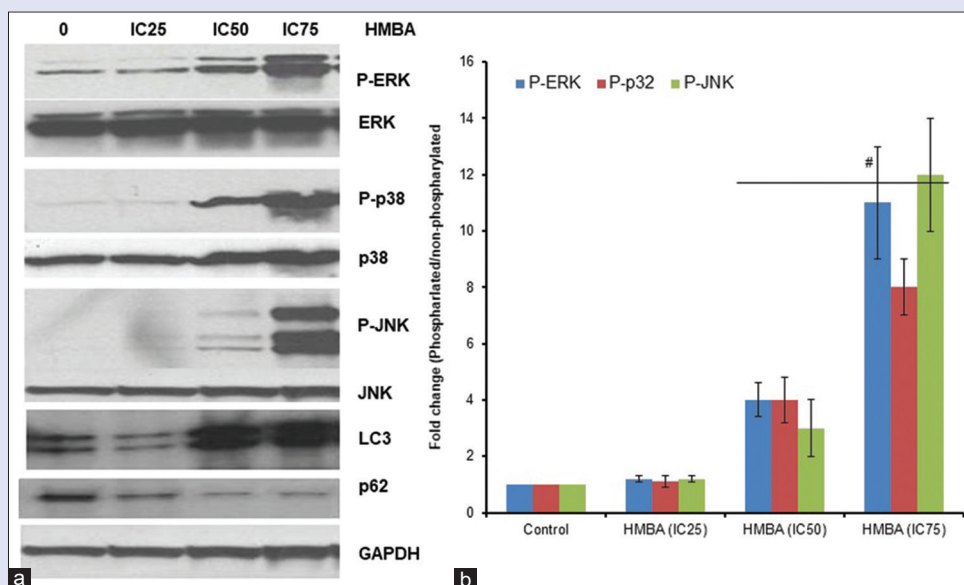 0 IC25 IC50 IC75 HMBA
P-ERK
ERK
P-p38
p38
P-JNK
JNK
LC3
p62
GAPDH
a
Fold change (Phospharlated/non-phospharylated
16
14
12
10
8
6
4
2
0
P-ERK P-p32 P-JNK
#
Control HMBA (IC25) HMBA (IC50) HMBA (IC75)
b